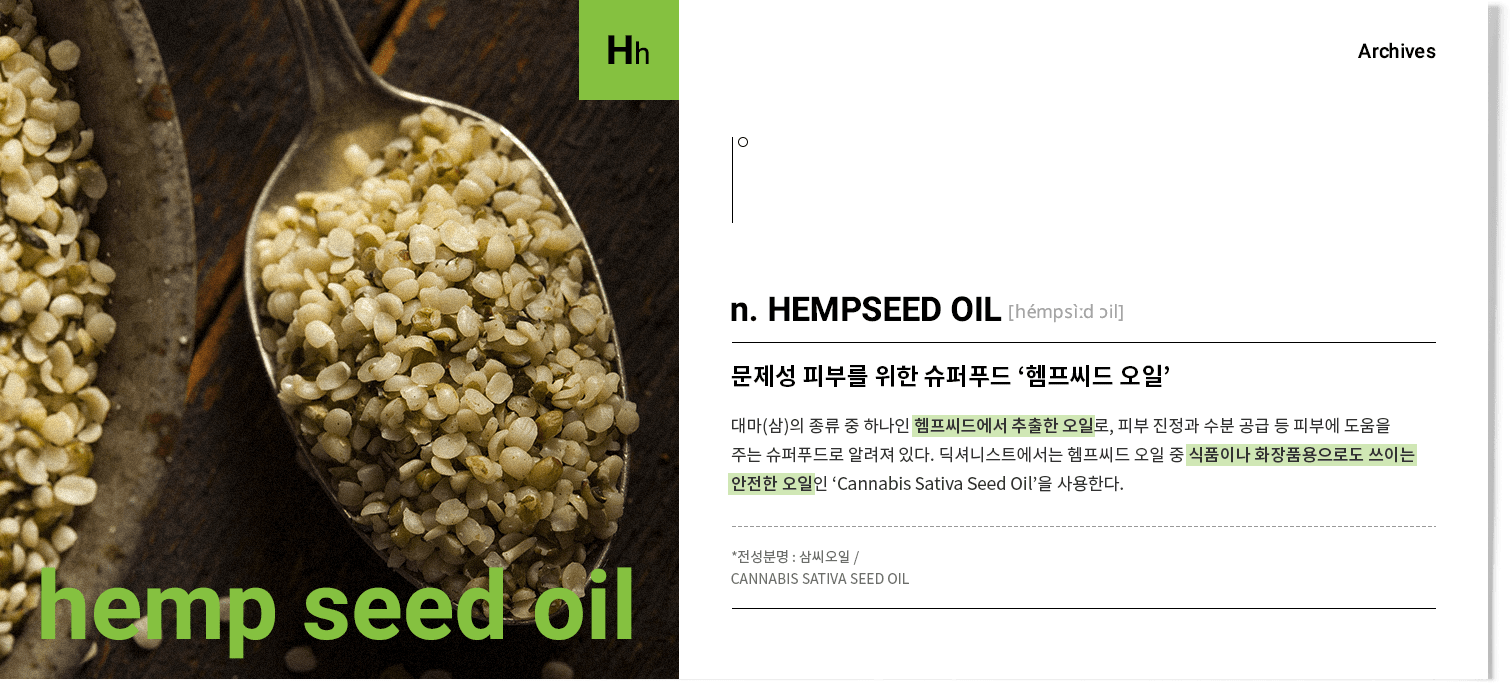 Hh
Archives
n. HEMPSEED OIL [hémpsìːd ɔil]
문제성 피부를 위한 슈퍼푸드 ‘헴프씨드 오일’
대마(삼)의 종류 중 하나인 헴프씨드에서 추출한 오일로, 피부 진정과 수분 공급 등 피부에 도움을
주는 슈퍼푸드로 알려져 있다. 딕셔니스트에서는 헴프씨드 오일 중 식품이나 화장품용으로도 쓰이는
안전한 오일인 ‘Cannabis Sativa Seed Oil’을 사용한다.
*전성분명 : 삼씨오일 /
CANNABIS SATIVA SEED OIL
hemp seed oil